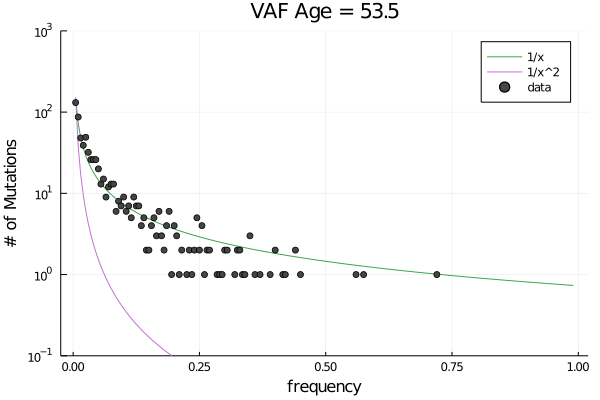 VAF Age = 53.5
10^3
10^2
10^1
10^0
10^-1
# of Mutations
1/x
1/x^2
data
0.00 0.25 0.50 0.75 1.00
frequency